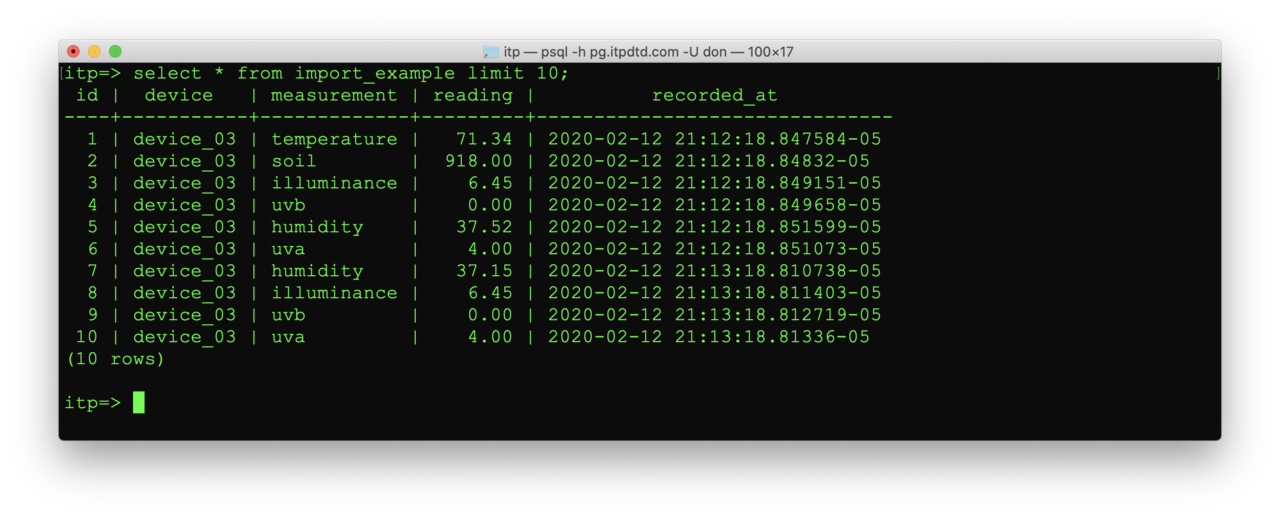 itp — psql -h pg.itpdtd.com -U don — 100×17
[itp=> select * from import_example limit 10; ]
 id |  device   | measurement | reading |          recorded_at
----+-----------+-------------+---------+-------------------------------
  1 | device_03 | temperature |   71.34 | 2020-02-12 21:12:18.847584-05
  2 | device_03 | soil        |  918.00 | 2020-02-12 21:12:18.84832-05
  3 | device_03 | illuminance |    6.45 | 2020-02-12 21:12:18.849151-05
  4 | device_03 | uvb         |    0.00 | 2020-02-12 21:12:18.849658-05
  5 | device_03 | humidity    |   37.52 | 2020-02-12 21:12:18.851599-05
  6 | device_03 | uva         |    4.00 | 2020-02-12 21:12:18.851073-05
  7 | device_03 | humidity    |   37.15 | 2020-02-12 21:13:18.810738-05
  8 | device_03 | illuminance |    6.45 | 2020-02-12 21:13:18.811403-05
  9 | device_03 | uvb         |    0.00 | 2020-02-12 21:13:18.812719-05
 10 | device_03 | uva         |    4.00 | 2020-02-12 21:13:18.81336-05
(10 rows)
itp=>